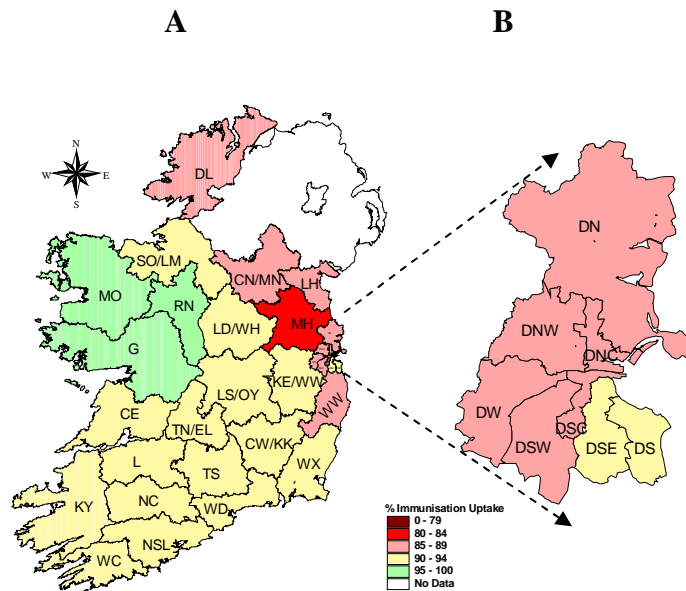 A B
N
W E
S
DL
DN
SO/LM
CN/MN
LH
MO
RN
MH
LD/WH
DNW
DNC
G
KE/WW
LS/OY
WW
DW
DSC
CE
TN/EL
DSW
DSE
DS
CW/KK
L
TS
WX
KY
NC
WD
NSL
WC
% Immunisation Uptake
0 - 79
80 - 84
85 - 89
90 - 94
95 - 100
No Data